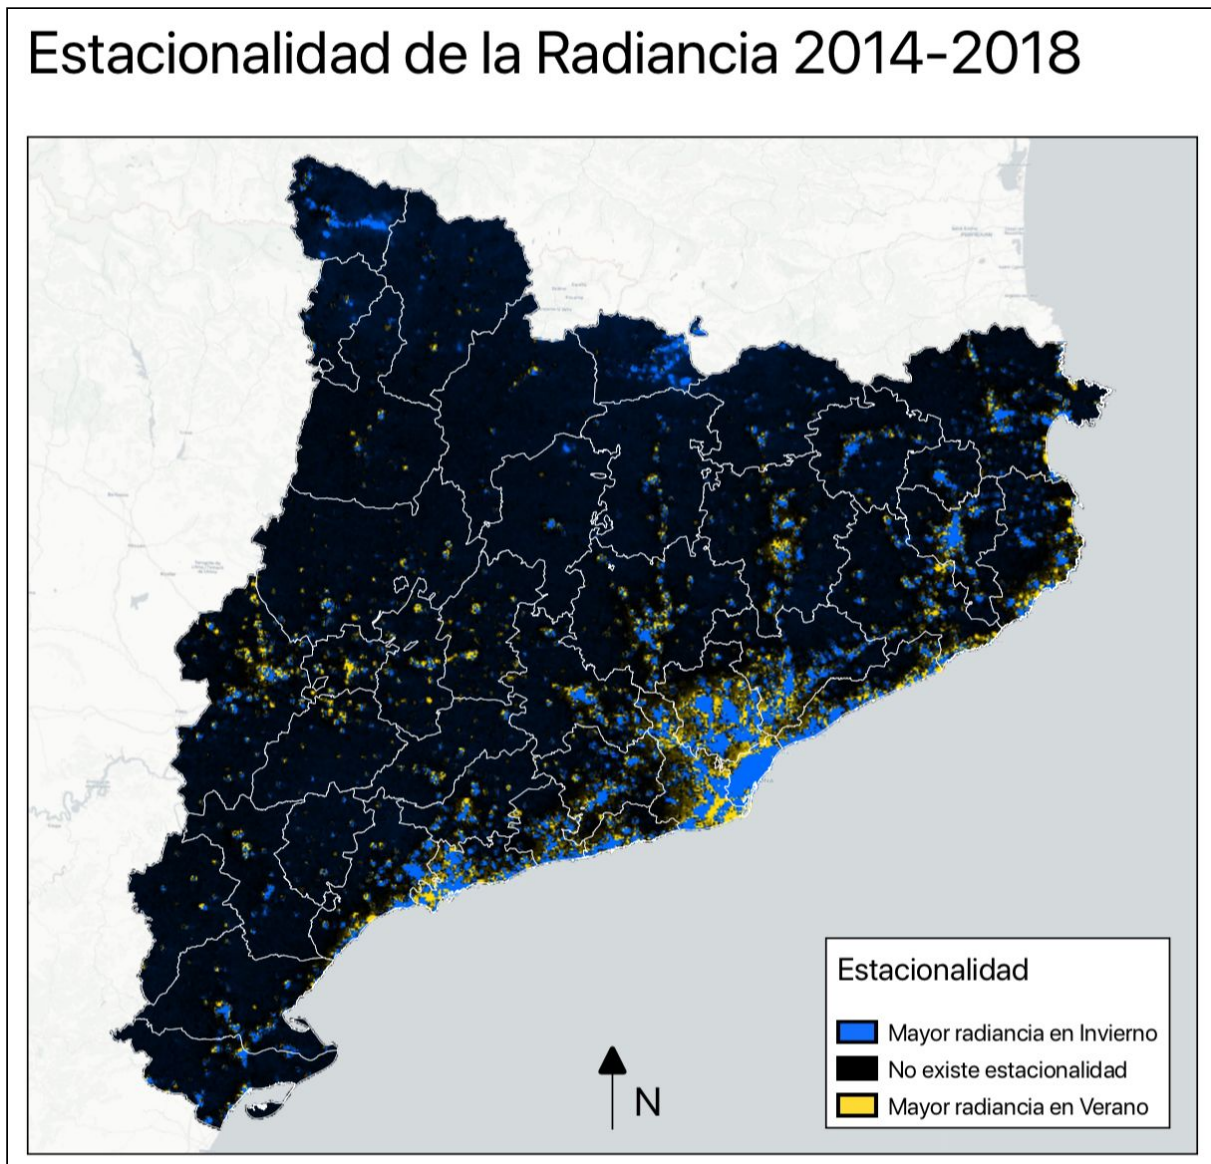 Estacionalidad de la Radiancia 2014-2018
Estacionalidad
Mayor radiancia en Invierno
No existe estacionalidad
Mayor radiancia en Verano
N